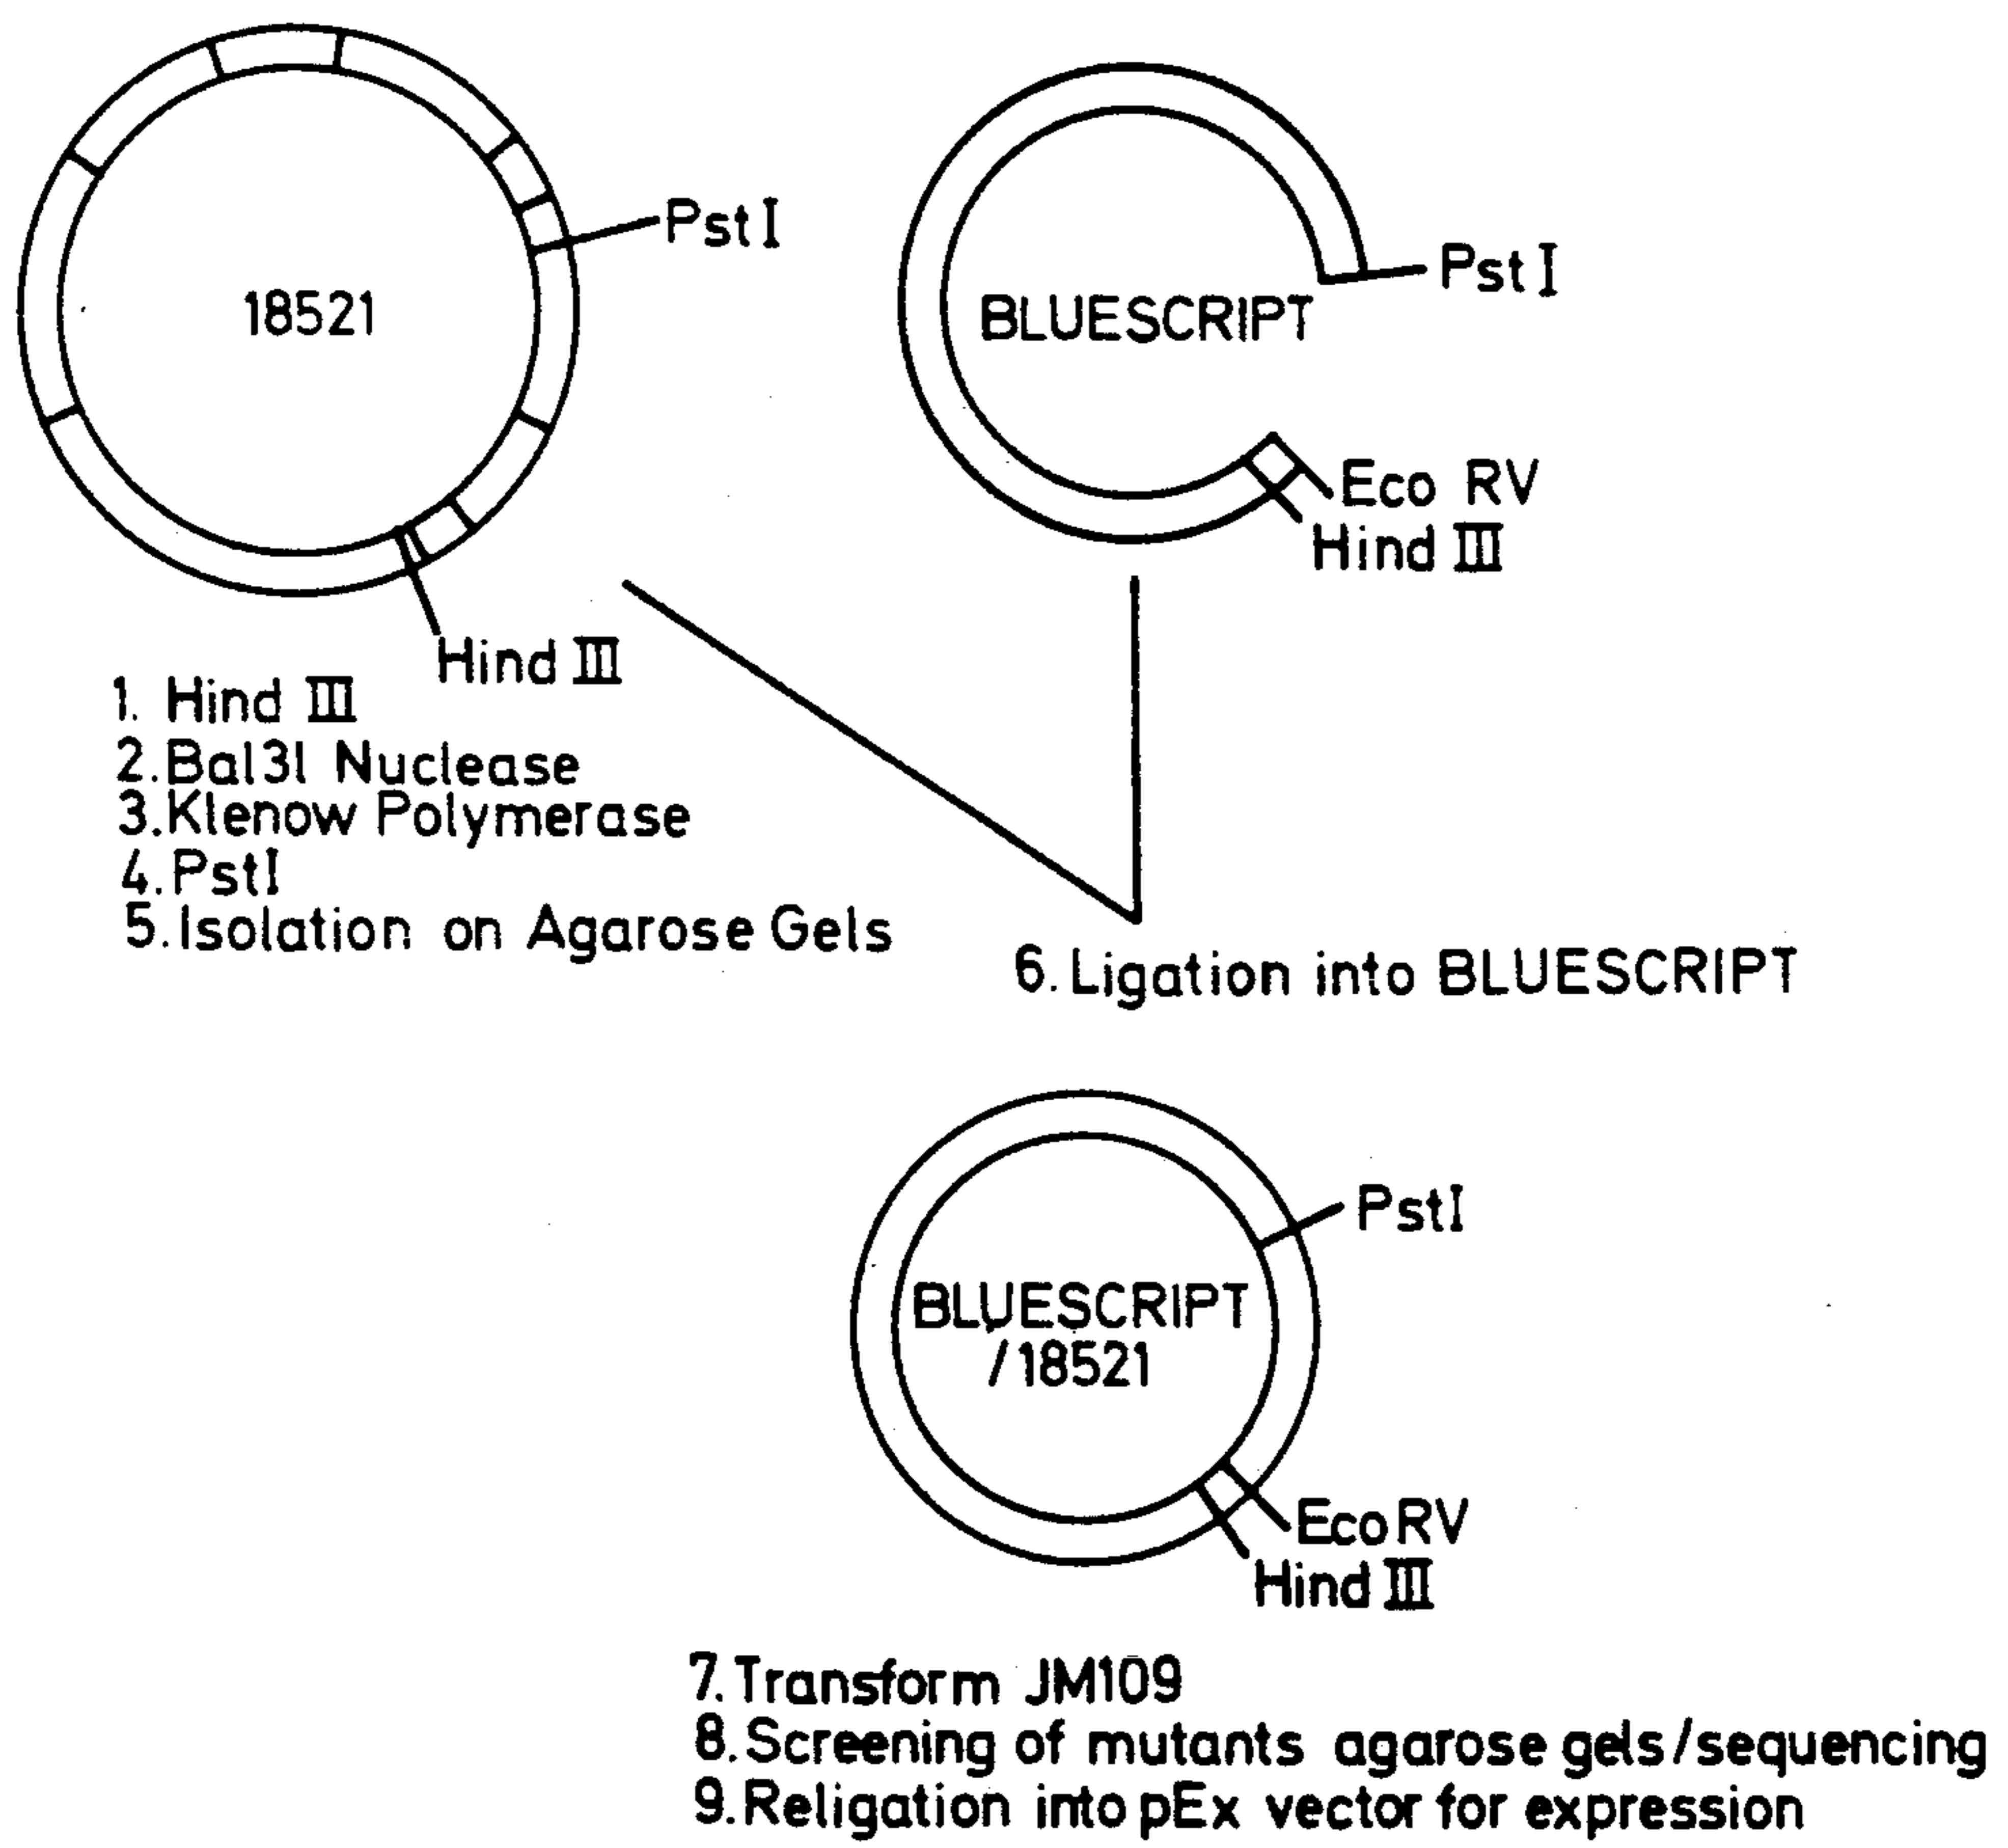 18521
Pst I
Hind III
BLUESCRIPT
Pst I
Eco RV
Hind III
1. Hind III
2. Bal31 Nuclease
3. Klenow Polymerase
4. PstI
5. Isolation on Agarose Gels
6. Ligation into BLUESCRIPT
BLUESCRIPT
/18521
PstI
EcoRV
Hind III
7. Transform JM109
8. Screening of mutants agarose gels/sequencing
9. Religation into pEx vector for expression